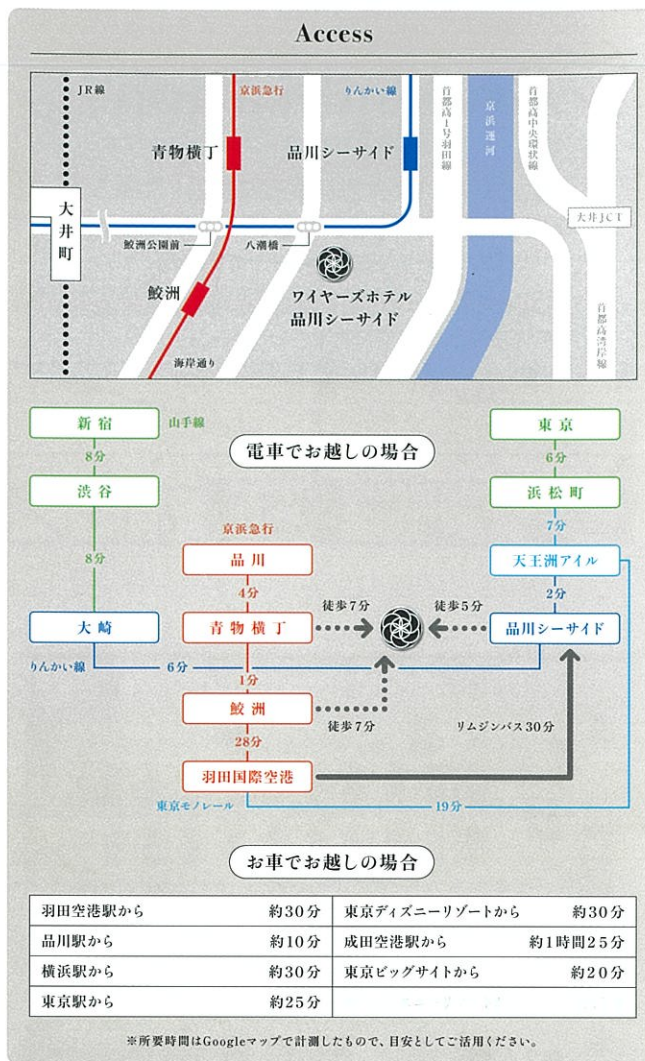 Access
JR線
京浜急行
りんかい線
首都高1号羽田線
京浜運河
首都高中央環状線
青物横丁
品川シーサイド
大井町
大井JCT
鮫洲公園前
八潮橋
鮫洲
ワイヤーズホテル
品川シーサイド
首都高湾岸線
海岸通り
新宿
山手線
電車でお越しの場合
東京
8分
6分
渋谷
浜松町
7分
京浜急行
8分
品川
天王洲アイル
4分
徒歩7分
徒歩5分
2分
大崎
青物横丁
品川シーサイド
りんかい線
6分
1分
鮫洲
徒歩7分
リムジンバス30分
28分
羽田国際空港
東京モノレール
19分
お車でお越しの場合
羽田空港駅から 約30分 東京ディズニーリゾートから 約30分
品川駅から 約10分 成田空港駅から 約1時間25分
横浜駅から 約30分 東京ビッグサイトから 約20分
東京駅から 約25分
※所要時間はGoogleマップで計測したもので、目安としてご活用ください。